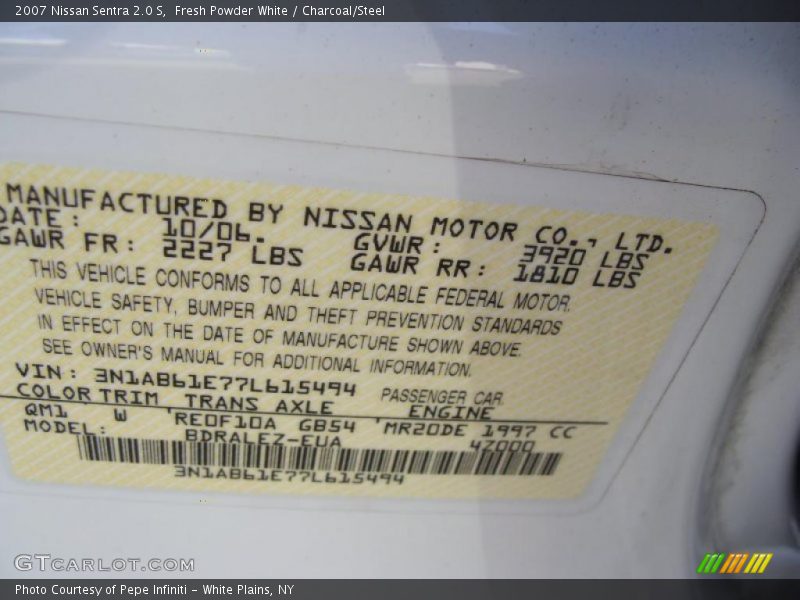 2007 Nissan Sentra 2.0 S, Fresh Powder White / Charcoal/Steel
MANUFACTURED BY NISSAN MOTOR CO., LTD.
DATE: 10/06. GVWR: 3920 LBS
GAWR FR: 2227 LBS GAWR RR: 1810 LBS
THIS VEHICLE CONFORMS TO ALL APPLICABLE FEDERAL MOTOR
VEHICLE SAFETY, BUMPER AND THEFT PREVENTION STANDARDS
IN EFFECT ON THE DATE OF MANUFACTURE SHOWN ABOVE.
SEE OWNER'S MANUAL FOR ADDITIONAL INFORMATION.
VIN: 3N1AB61E77L615494 PASSENGER CAR
COLOR TRIM TRANS AXLE ENGINE
QM1 W 'RE0F10A GB54 'MR20DE 1997 CC
MODEL: BDRALEZ-EUA 4Z000
3N1AB61E77L615494
GTCARLOT.COM
Photo Courtesy of Pepe Infiniti - White Plains, NY